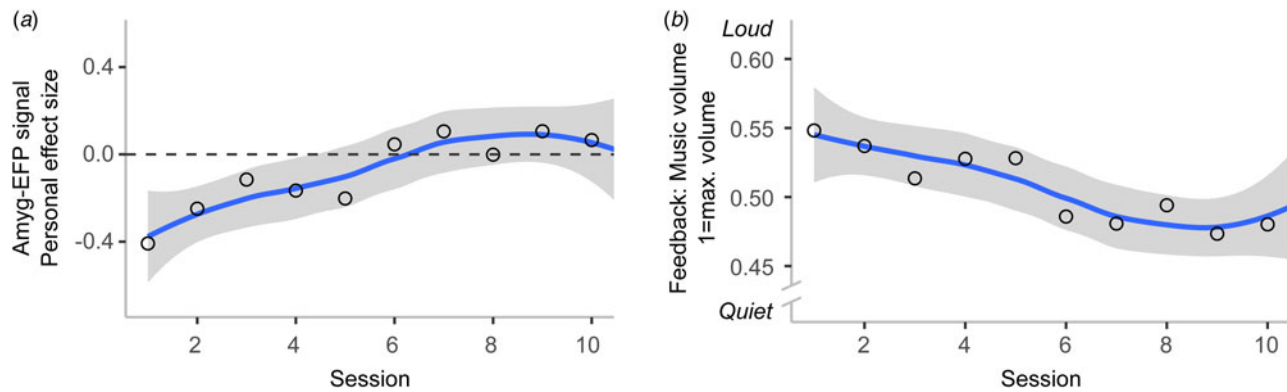 (a)
Amyg-EFP signal
Personal effect size
0.4
0.0
-0.4
2 4 6 8 10
Session
(b)
Feedback: Music volume
1=max. volume
Loud
0.60
0.55
0.50
0.45
Quiet
2 4 6 8 10
Session